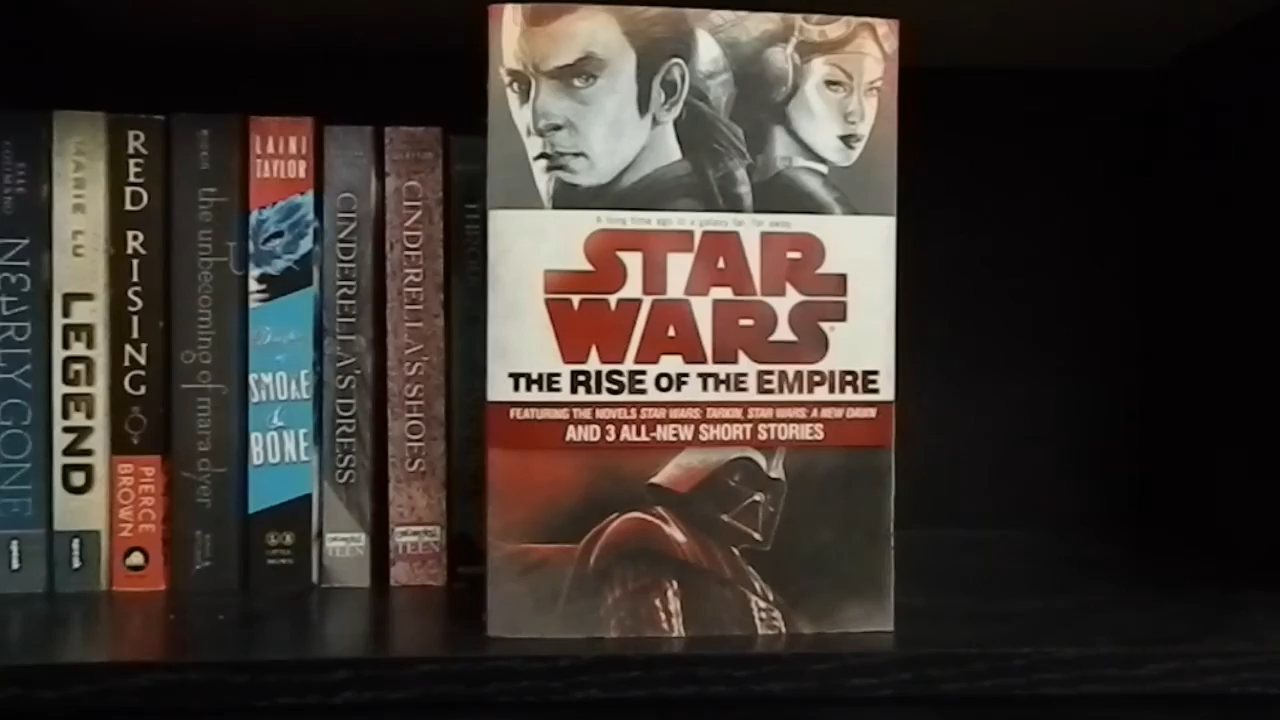 NEARLY GONE
MARIE LU
LEGEND
RED RISING
PIERCE
BROWN
the unbecoming of mara dyer
LAINI
TAYLOR
SMOKE
&
BONE
CINDERELLA'S DRESS
TEEN
CINDERELLA'S SHOES
TEEN
A long time ago in a galaxy far, far away
STAR
WARS
THE RISE OF THE EMPIRE
FEATURING THE NOVELS STAR WARS: TARKIN, STAR WARS: A NEW DAWN
AND 3 ALL-NEW SHORT STORIES